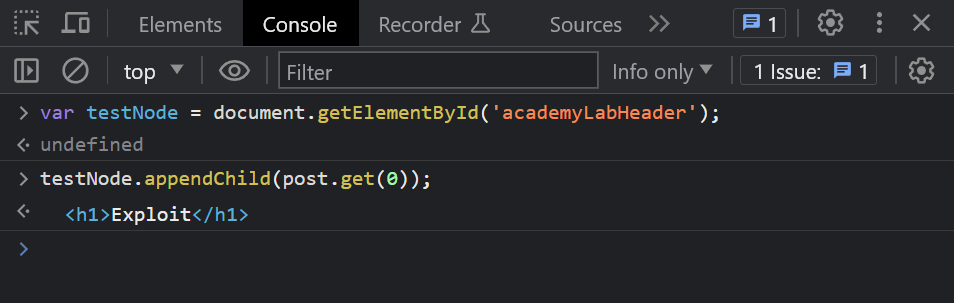 Elements Console Recorder Sources 1
top Filter Info only 1 Issue: 1
var testNode = document.getElementById('academyLabHeader');
undefined
testNode.appendChild(post.get(0));
<h1>Exploit</h1>